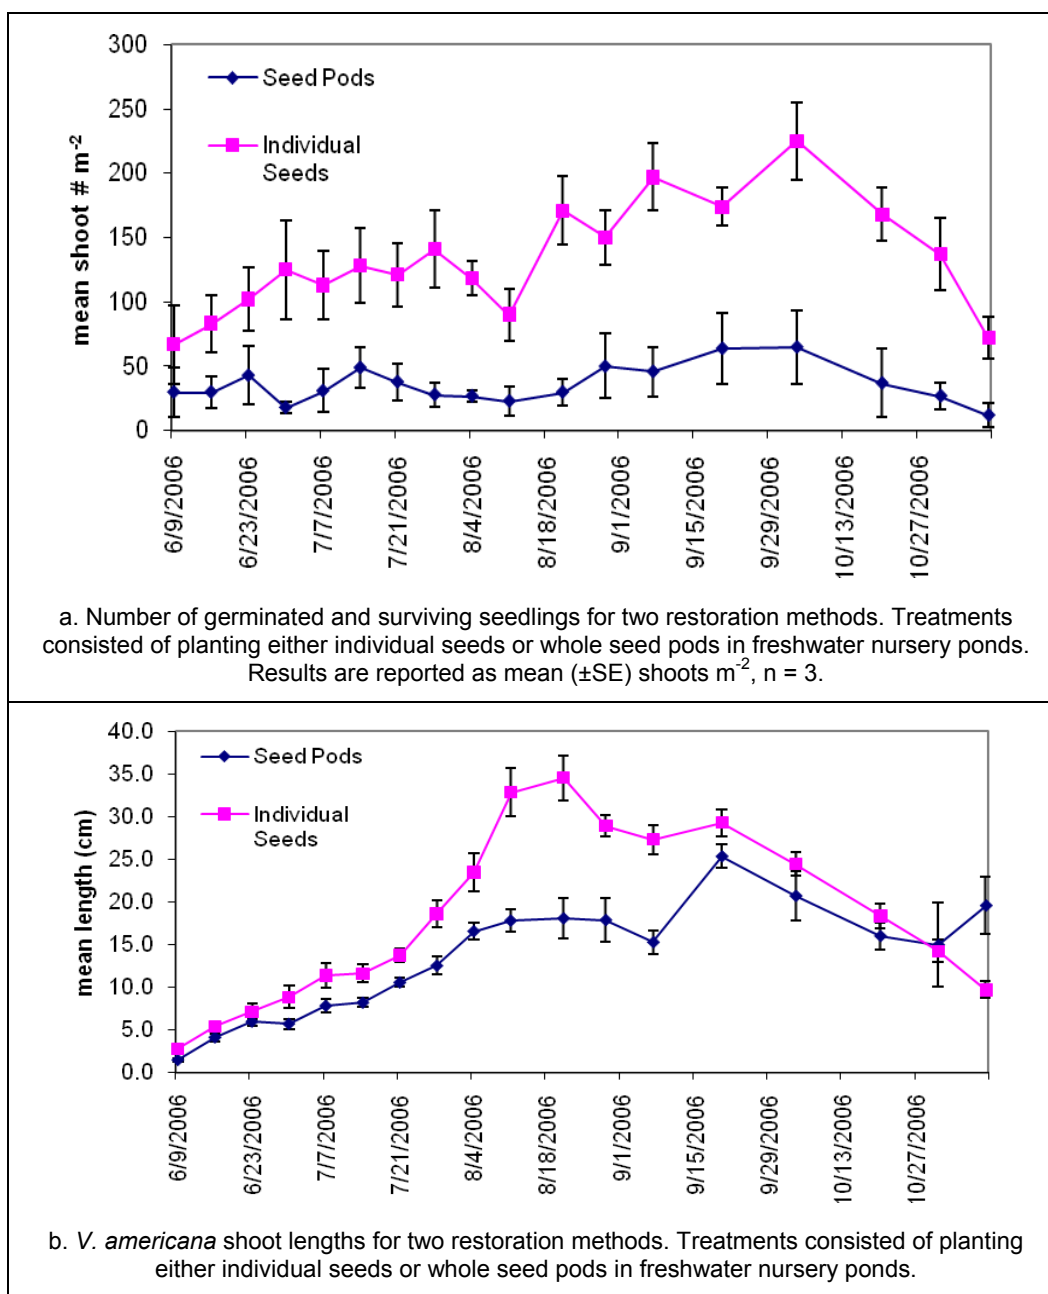 300
250
200
150
100
50
0
mean shoot # m-2
Seed Pods
Individual
Seeds
6/9/2006
6/23/2006
7/7/2006
7/21/2006
8/4/2006
8/18/2006
9/1/2006
9/15/2006
9/29/2006
10/13/2006
10/27/2006
a. Number of germinated and surviving seedlings for two restoration methods. Treatments
consisted of planting either individual seeds or whole seed pods in freshwater nursery ponds.
Results are reported as mean (±SE) shoots m-2, n = 3.
40.0
35.0
30.0
25.0
20.0
15.0
10.0
5.0
0.0
mean length (cm)
Seed Pods
Individual
Seeds
6/9/2006
6/23/2006
7/7/2006
7/21/2006
8/4/2006
8/18/2006
9/1/2006
9/15/2006
9/29/2006
10/13/2006
10/27/2006
b. V. americana shoot lengths for two restoration methods. Treatments consisted of planting
either individual seeds or whole seed pods in freshwater nursery ponds.